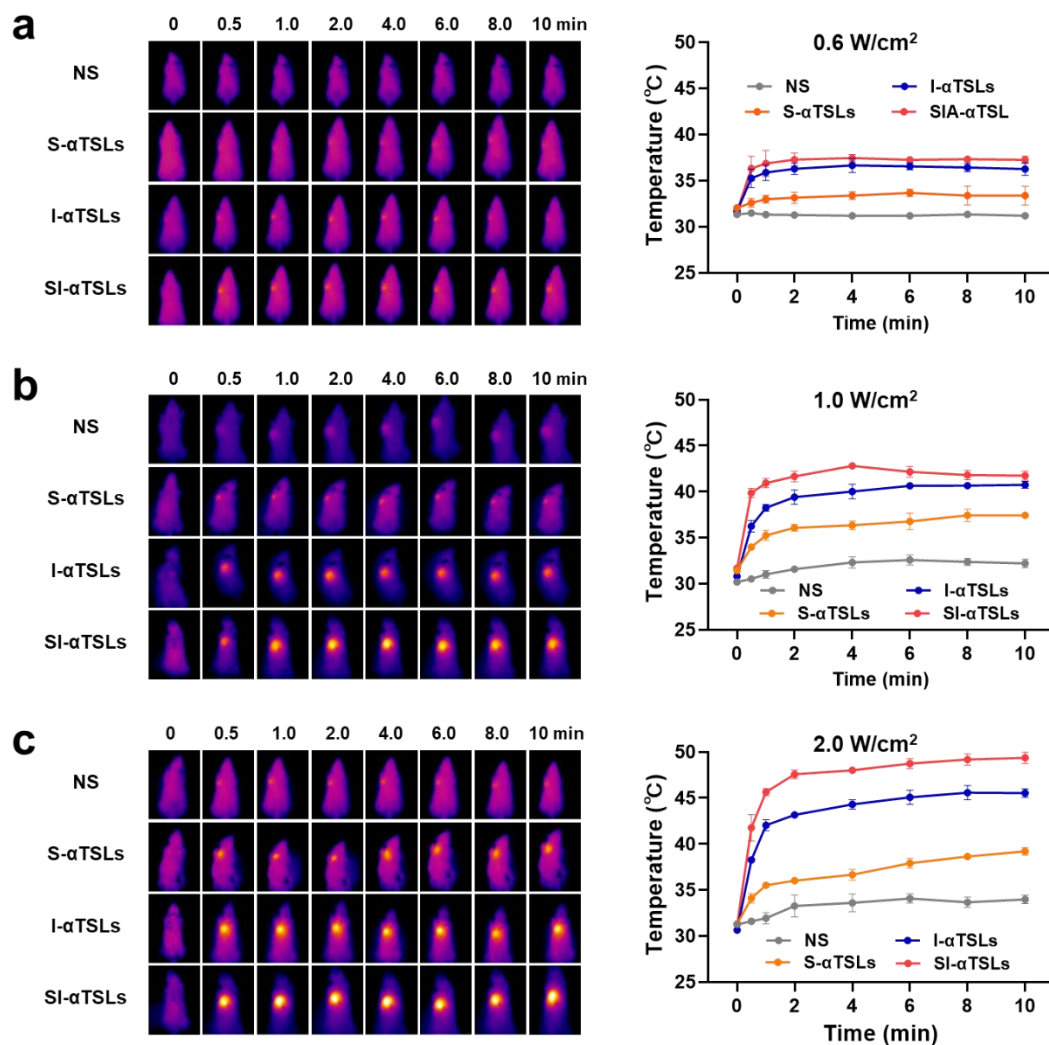 a
0 0.5 1.0 2.0 4.0 6.0 8.0 10 min
NS
S-αTSLs
I-αTSLs
SI-αTSLs
0.6 W/cm²
NS I-αTSLs
S-αTSLs SIA-αTSL
Temperature (°C)
50
45
40
35
30
25
0 2 4 6 8 10
Time (min)
b
0 0.5 1.0 2.0 4.0 6.0 8.0 10 min
NS
S-αTSLs
I-αTSLs
SI-αTSLs
1.0 W/cm²
Temperature (°C)
50
45
40
35
30
25
NS I-αTSLs
S-αTSLs SI-αTSLs
0 2 4 6 8 10
Time (min)
c
0 0.5 1.0 2.0 4.0 6.0 8.0 10 min
NS
S-αTSLs
I-αTSLs
SI-αTSLs
2.0 W/cm²
Temperature (°C)
50
45
40
35
30
25
NS I-αTSLs
S-αTSLs SI-αTSLs
0 2 4 6 8 10
Time (min)